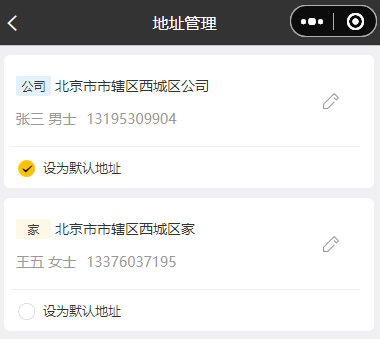 地址管理
公司 北京市市辖区西城区公司
张三 男士 13195309904
设为默认地址
家 北京市市辖区西城区家
王五 女士 13376037195
设为默认地址